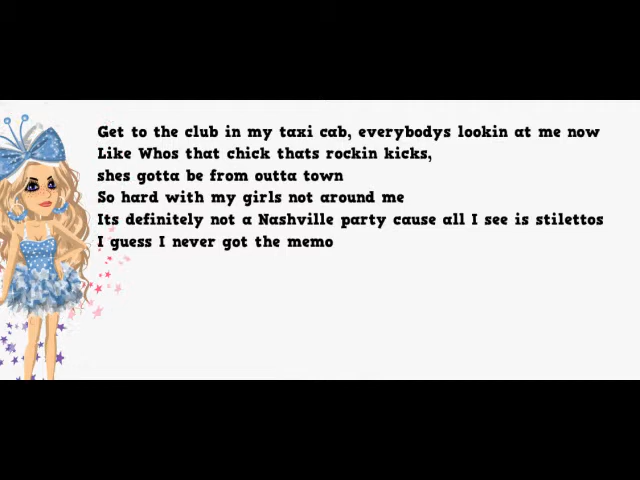 Get to the club in my taxi cab, everybodys lookin at me now
Like Whos that chick thats rockin kicks,
shes gotta be from outta town
So hard with my girls not around me
Its definitely not a Nashville party cause all I see is stilettos
I guess I never got the memo